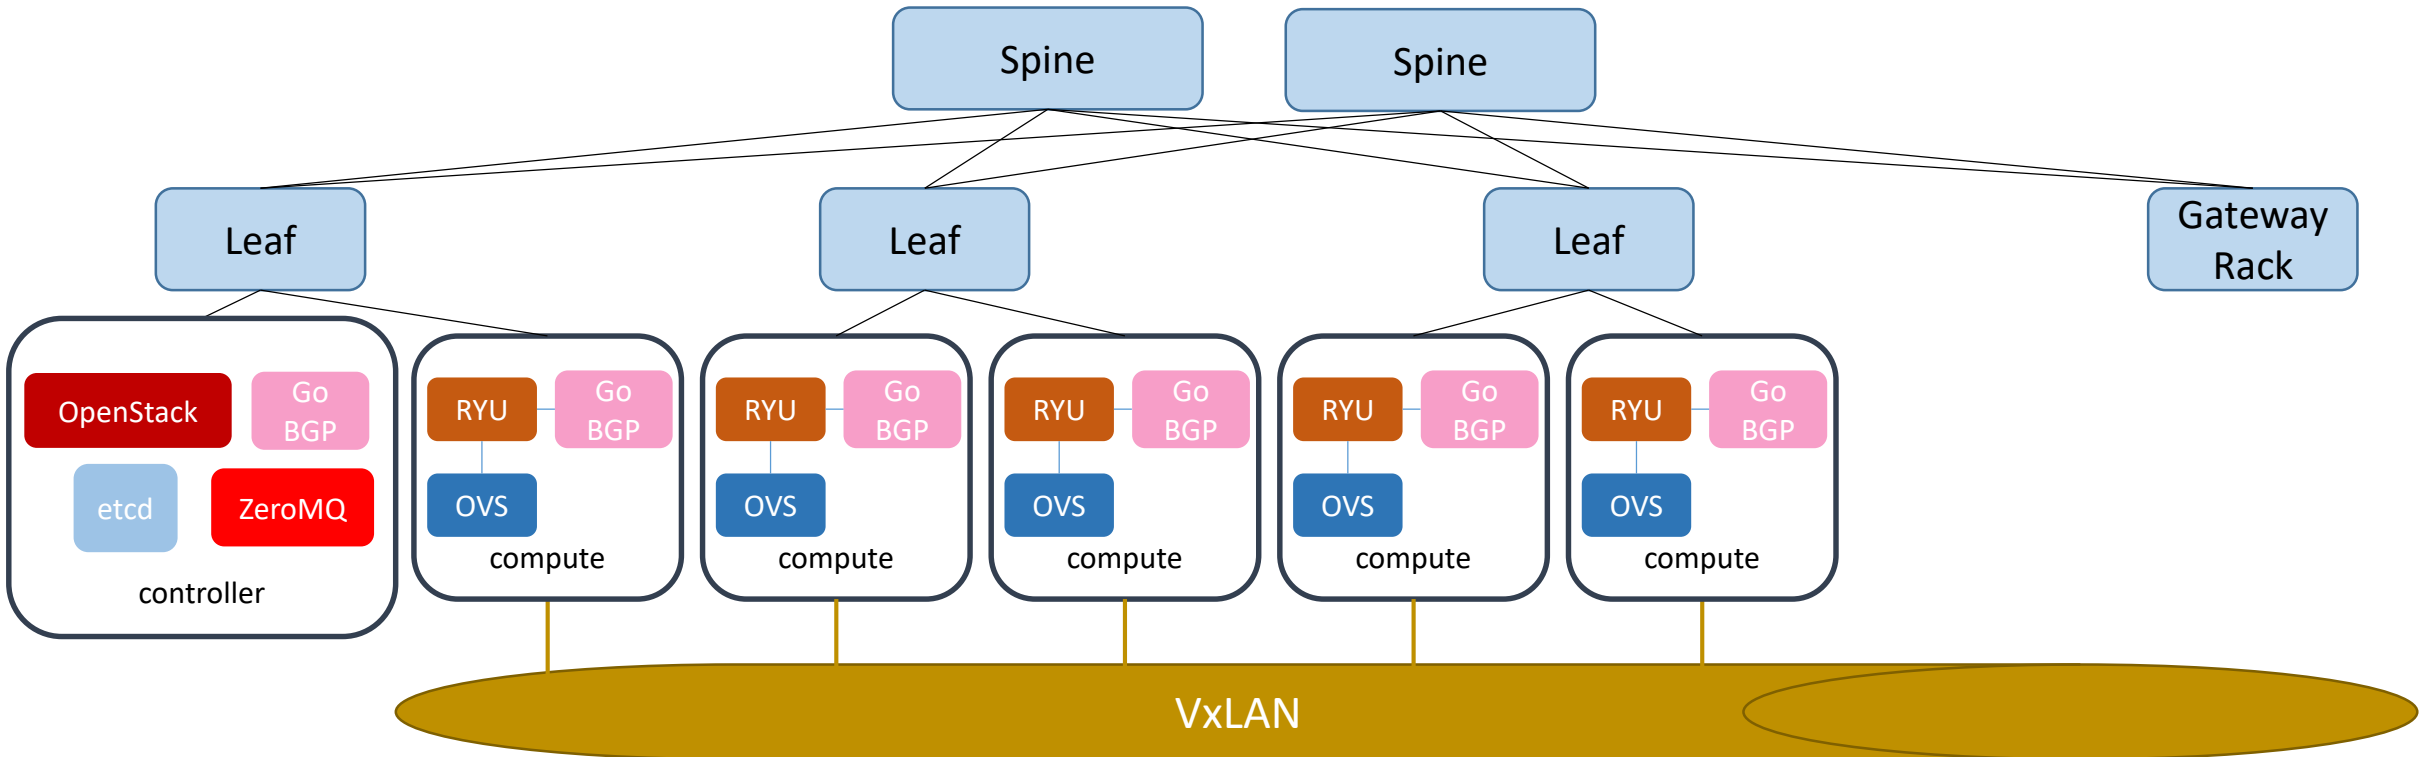 Spine
Spine
Leaf
Leaf
Leaf
Gateway
Rack
OpenStack
Go
BGP
etcd
ZeroMQ
controller
RYU
Go
BGP
OVS
compute
RYU
Go
BGP
OVS
compute
RYU
Go
BGP
OVS
compute
RYU
Go
BGP
OVS
compute
RYU
Go
BGP
OVS
compute
VxLAN